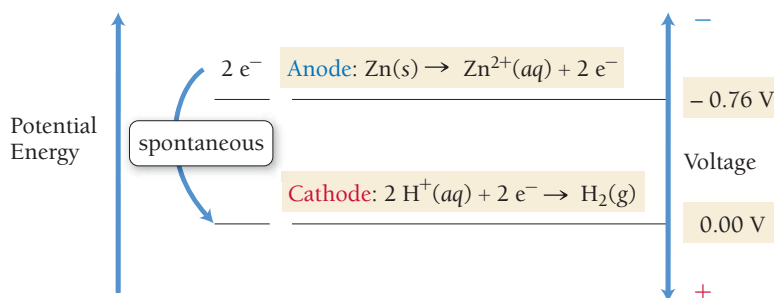 −
2 e⁻ Anode: Zn(s) → Zn²⁺(aq) + 2 e⁻
− 0.76 V
Potential
Energy
spontaneous
Voltage
Cathode: 2 H⁺(aq) + 2 e⁻ → H₂(g)
0.00 V
+